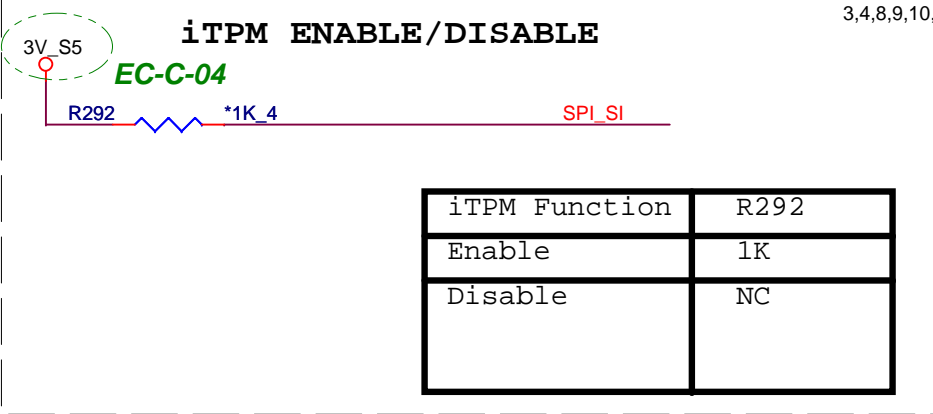 3,4,8,9,10,
iTPM ENABLE/DISABLE
3V_S5
EC-C-04
R292 *1K_4 SPI_SI
iTPM Function R292
Enable 1K
Disable NC